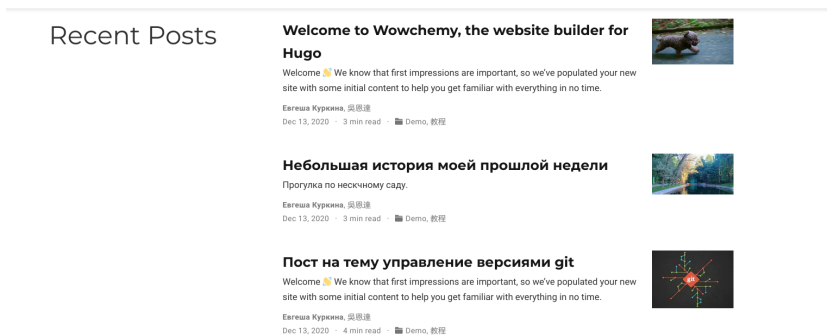 Recent Posts
Welcome to Wowchemy, the website builder for
Hugo
Welcome 👋 We know that first impressions are important, so we've populated your new
site with some initial content to help you get familiar with everything in no time.
Евгеша Куркина, 吳恩達
Dec 13, 2020 · 3 min read · Demo, 教程
Небольшая история моей прошлой недели
Прогулка по нескчному саду.
Евгеша Куркина, 吳恩達
Dec 13, 2020 · 3 min read · Demo, 教程
Пост на тему управление версиями git
Welcome 👋 We know that first impressions are important, so we've populated your new
site with some initial content to help you get familiar with everything in no time.
git
Евгеша Куркина, 吳恩達
Dec 13, 2020 · 4 min read · Demo, 教程